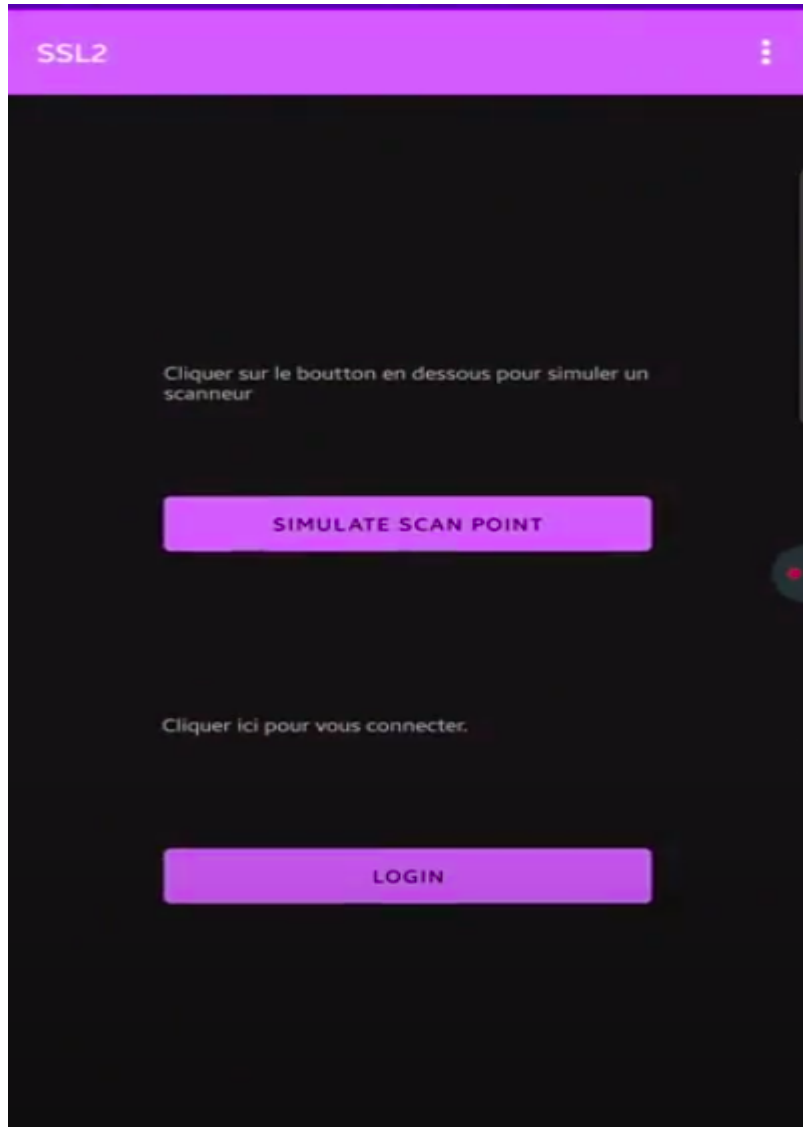 SSL2
Cliquer sur le boutton en dessous pour simuler un
scanneur
SIMULATE SCAN POINT
Cliquer ici pour vous connecter.
LOGIN